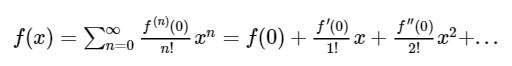 f(x) = ∑_{n=0}^{∞} \frac{f^{(n)}(0)}{n!} x^n = f(0) + \frac{f'(0)}{1!} x + \frac{f''(0)}{2!} x^2 + …